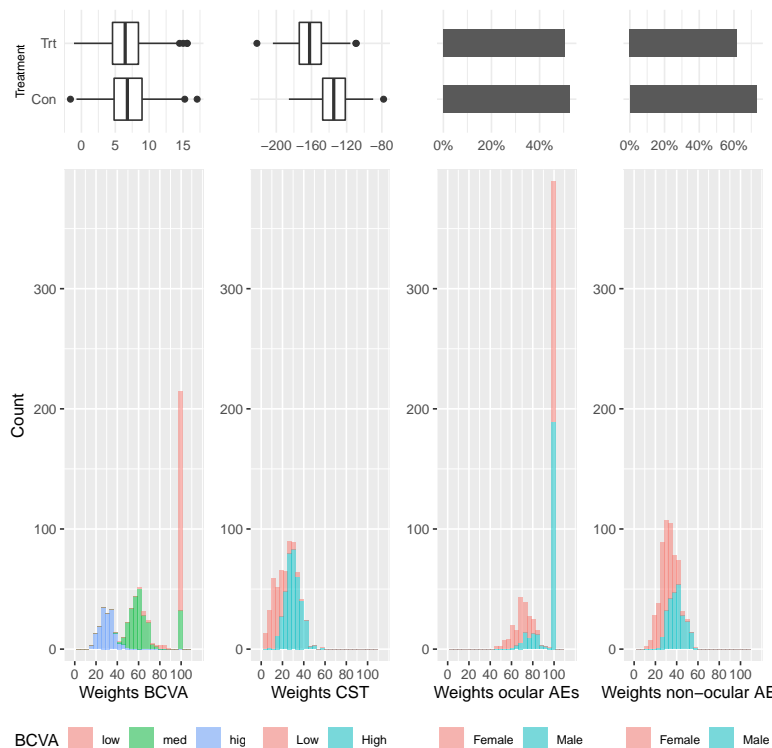 Treatment
Trt
Con
0 5 10 15
−200 −160 −120 −80
0% 20% 40%
0% 20% 40% 60%
Count
300
200
100
0
300
200
100
0
300
200
100
0
300
200
100
0
0 20 40 60 80 100
0 20 40 60 80 100
0 20 40 60 80 100
0 20 40 60 80 100
Weights BCVA
Weights CST
Weights ocular AEs
Weights non−ocular AE
BCVA low med hig
Low High
Female Male
Female Male